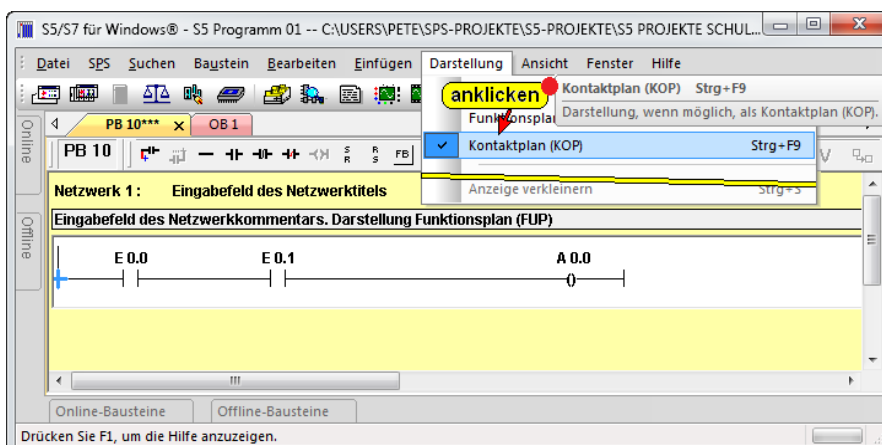 S5/S7 für Windows® - S5 Programm 01 -- C:\USERS\PETE\SPS-PROJEKTE\S5-PROJEKTE\S5 PROJEKTE SCHUL...
Datei SPS Suchen Baustein Bearbeiten Einfügen Darstellung Ansicht Fenster Hilfe
anklicken
Kontaktplan (KOP) Strg+F9
Darstellung, wenn möglich, als Kontaktplan (KOP).
Funktionsplan
Kontaktplan (KOP) Strg+F9
Anzeige verkleinern Strg+S
Online
Offline
PB 10*** x OB 1
PB 10
S R
R S
FB
V
Netzwerk 1: Eingabefeld des Netzwerktitels
Eingabefeld des Netzwerkkommentars. Darstellung Funktionsplan (FUP)
E 0.0 E 0.1 A 0.0
Online-Bausteine Offline-Bausteine
Drücken Sie F1, um die Hilfe anzuzeigen.